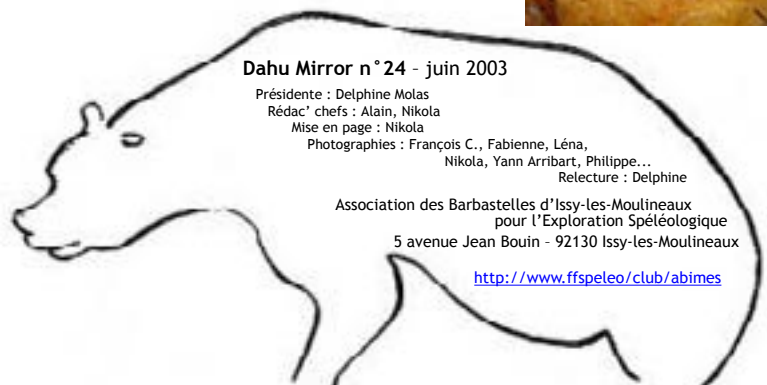 Dahu Mirror n°24 – juin 2003
Présidente : Delphine Molas
Rédac’ chefs : Alain, Nikola
Mise en page : Nikola
Photographies : François C., Fabienne, Léna,
Nikola, Yann Arribart, Philippe...
Relecture : Delphine
Association des Barbastelles d’Issy-les-Moulineaux
pour l’Exploration Spéléologique
5 avenue Jean Bouin – 92130 Issy-les-Moulineaux
http://www.ffspeleo/club/abimes